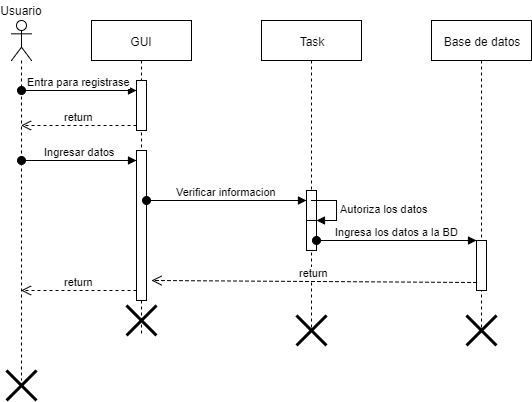 Usuario
GUI
Task
Base de datos
Entra para registrase
return
Ingresar datos
Verificar informacion
Autoriza los datos
Ingresa los datos a la BD
return
return